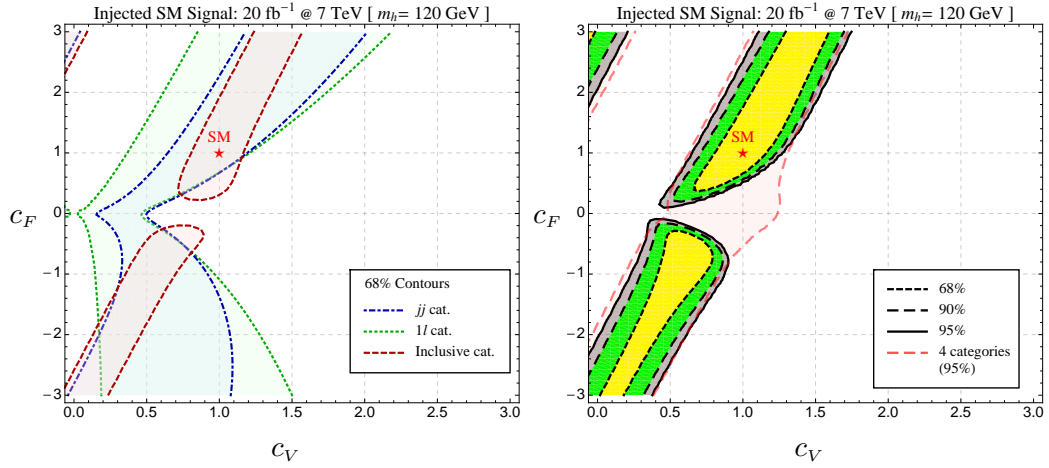 Injected SM Signal: 20 fb⁻¹ @ 7 TeV [ m_h= 120 GeV ]
3
2
1
0
−1
−2
−3
c_F
SM
68% Contours
jj cat.
1l cat.
Inclusive cat.
0.0 0.5 1.0 1.5 2.0 2.5 3.0
c_V
Injected SM Signal: 20 fb⁻¹ @ 7 TeV [ m_h= 120 GeV ]
3
2
1
0
−1
−2
−3
c_F
SM
68%
90%
95%
4 categories
(95%)
0.0 0.5 1.0 1.5 2.0 2.5 3.0
c_V